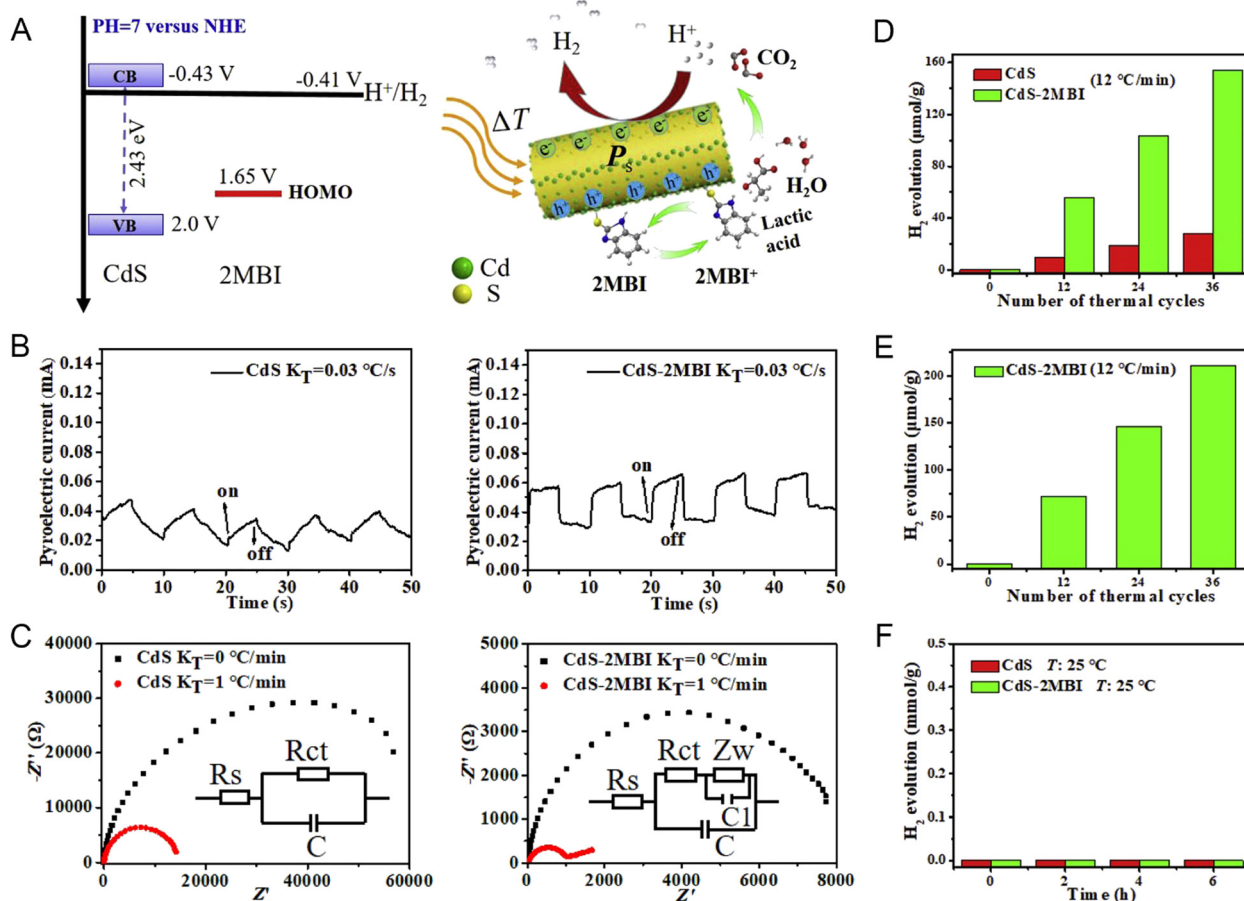 A
PH=7 versus NHE
CB
-0.43 V
-0.41 V
H⁺/H₂
2.43 eV
1.65 V
HOMO
VB
2.0 V
CdS
2MBI
H₂
H⁺
CO₂
ΔT
e⁻ e⁻ e⁻ e⁻ e⁻
Pₛ
h⁺ h⁺ h⁺ h⁺ h⁺
H₂O
Lactic
acid
Cd
S
2MBI
2MBI⁺
B
Pyroelectric current (mA)
0.14
0.12
0.10
0.08
0.06
0.04
0.02
0.00
CdS K_T=0.03 °C/s
on
off
0 10 20 30 40 50
Time (s)
Pyroelectric current (mA)
0.14
0.12
0.10
0.08
0.06
0.04
0.02
0.00
CdS-2MBI K_T=0.03 °C/s
on
off
0 10 20 30 40 50
Time (s)
C
-Z'' (Ω)
40000
30000
20000
10000
0
CdS K_T=0 °C/min
CdS K_T=1 °C/min
Rs
Rct
C
0 20000 40000 60000
Z'
-Z'' (Ω)
5000
4000
3000
2000
1000
0
CdS-2MBI K_T=0 °C/min
CdS-2MBI K_T=1 °C/min
Rs
Rct
Zw
C1
C
0 2000 4000 6000 8000
Z'
D
H₂ evolution (μmol/g)
160
120
80
40
0
CdS
CdS-2MBI (12 °C/min)
0 12 24 36
Number of thermal cycles
E
H₂ evolution (μmol/g)
200
150
100
50
0
CdS-2MBI (12 °C/min)
0 12 24 36
Number of thermal cycles
F
H₂ evolution (mmol/g)
0.5
0.4
0.3
0.2
0.1
0.0
CdS T: 25 °C
CdS-2MBI T: 25 °C
0 2 4 6
Time (h)